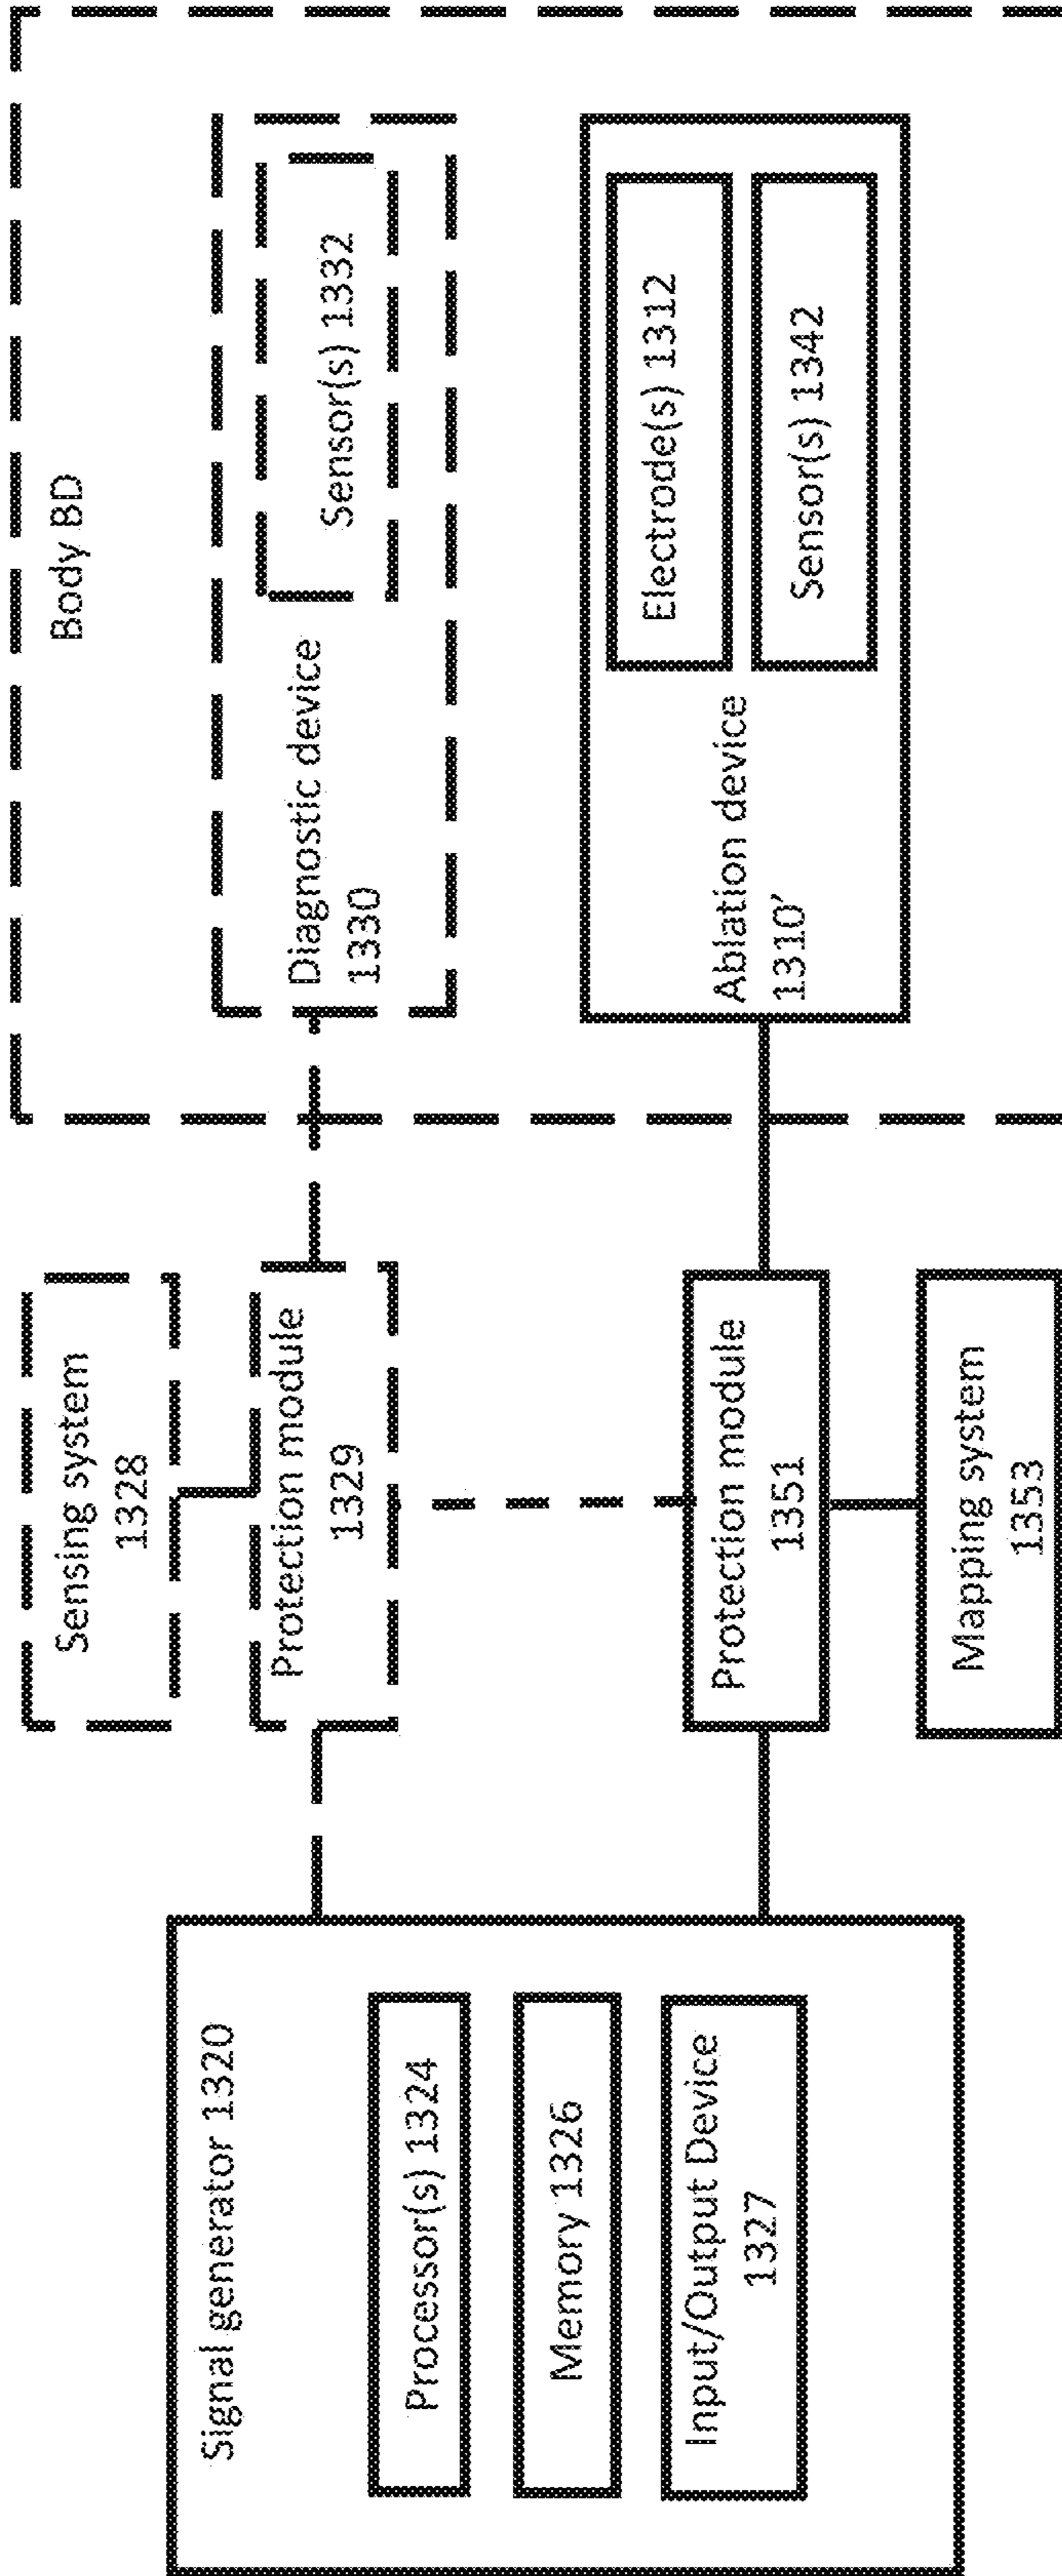 Signal generator 1320
Processor(s) 1324
Memory 1326
Input/Output Device
1327
Sensing system
1328
Protection module
1329
Protection module
1351
Mapping system
1353
Body BD
Diagnostic device
1330
Sensor(s) 1332
Ablation device
1310’
Electrode(s) 1312
Sensor(s) 1342